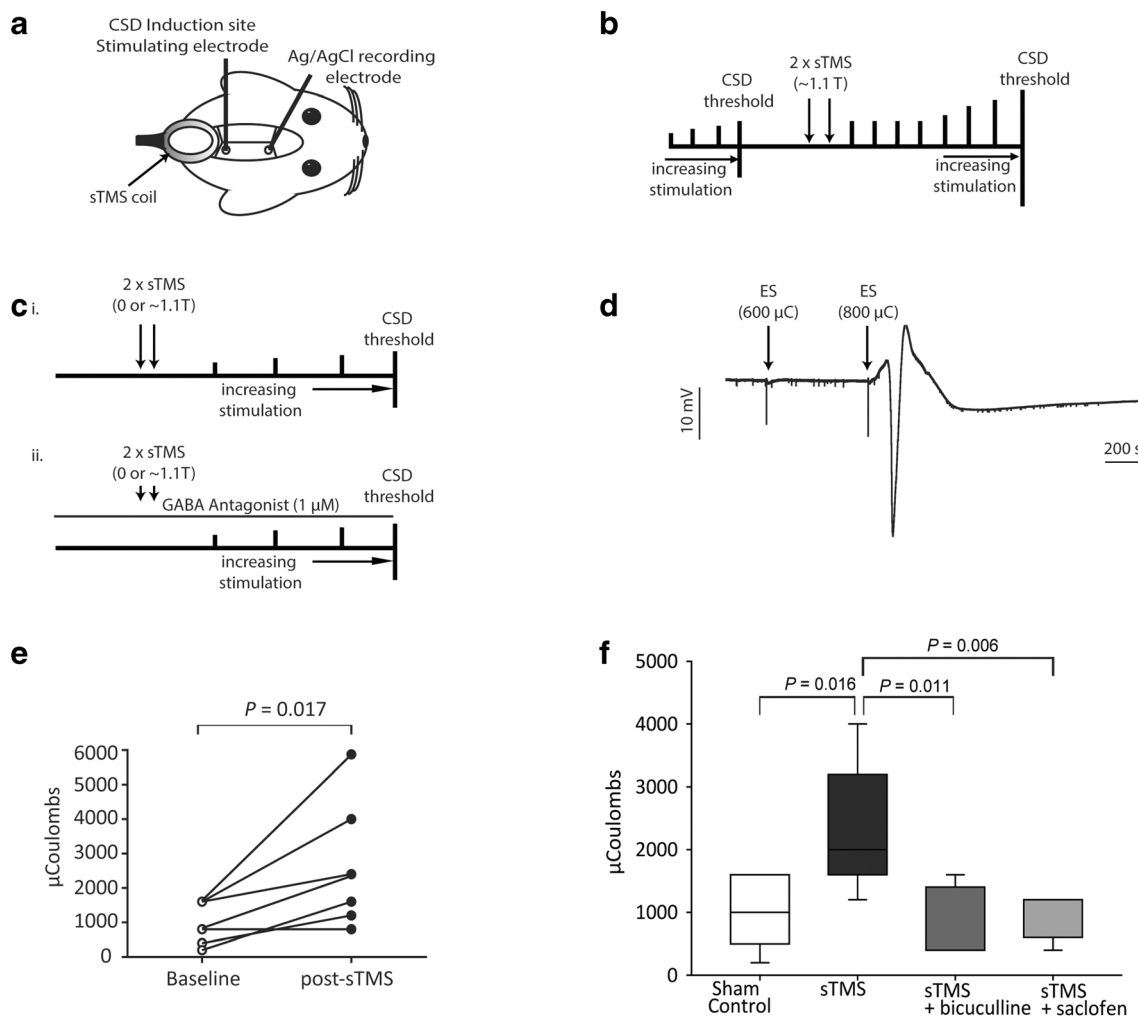 a
CSD Induction site
Stimulating electrode
Ag/AgCl recording
electrode
sTMS coil
b
CSD
threshold
2 x sTMS
(~1.1 T)
CSD
threshold
increasing
stimulation
increasing
stimulation
c
i.
2 x sTMS
(0 or ~1.1T)
CSD
threshold
increasing
stimulation
ii.
2 x sTMS
(0 or ~1.1T)
GABA Antagonist (1 µM)
CSD
threshold
increasing
stimulation
d
ES
(600 µC)
ES
(800 µC)
10 mV
200 s
e
P = 0.017
µCoulombs
6000
5000
4000
3000
2000
1000
0
Baseline
post-sTMS
f
P = 0.006
P = 0.016
P = 0.011
µCoulombs
5000
4000
3000
2000
1000
0
Sham
Control
sTMS
sTMS
+ bicuculline
sTMS
+ saclofen